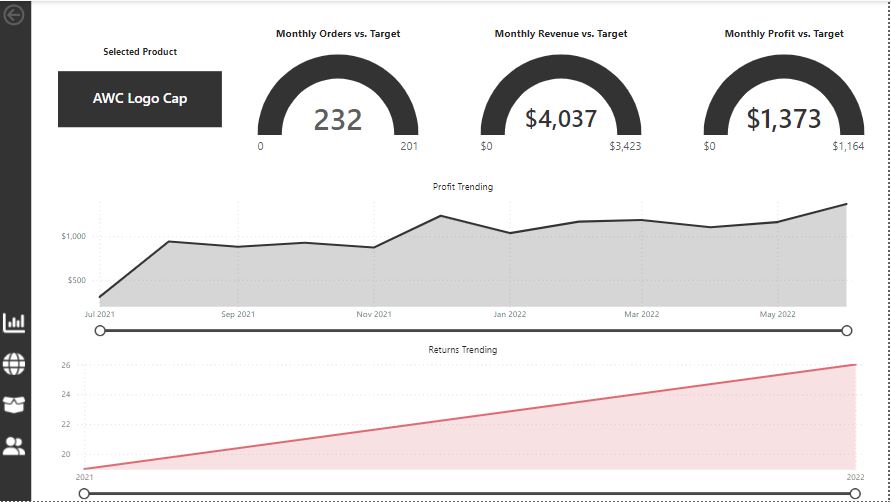 Selected Product
AWC Logo Cap
Monthly Orders vs. Target
232
0
201
Monthly Revenue vs. Target
$4,037
$0
$3,423
Monthly Profit vs. Target
$1,373
$0
$1,164
Profit Trending
$1,000
$500
Jul 2021
Sep 2021
Nov 2021
Jan 2022
Mar 2022
May 2022
Returns Trending
26
24
22
20
2021
2022